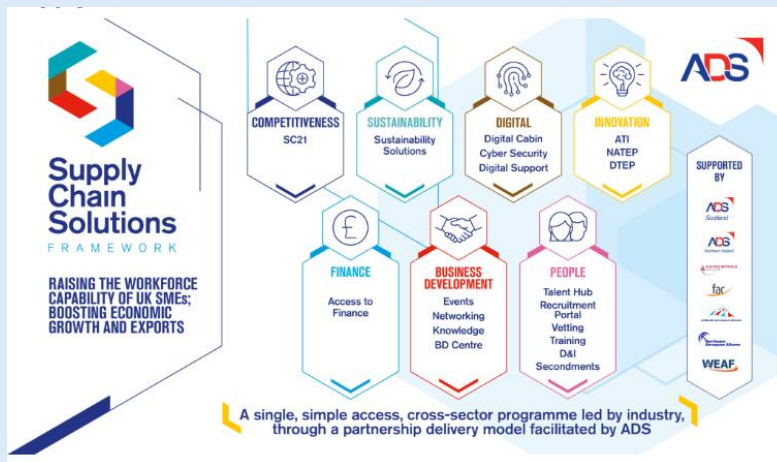 Supply
Chain
Solutions
FRAMEWORK
RAISING THE WORKFORCE
CAPABILITY OF UK SMEs;
BOOSTING ECONOMIC
GROWTH AND EXPORTS
COMPETITIVENESS
SC21
SUSTAINABILITY
Sustainability
Solutions
DIGITAL
Digital Cabin
Cyber Security
Digital Support
INNOVATION
ATI
NATEP
DTEP
ADS
£
FINANCE
Access to
Finance
BUSINESS
DEVELOPMENT
Events
Networking
Knowledge
BD Centre
PEOPLE
Talent Hub
Recruitment
Portal
Vetting
Training
D&I
Secondments
SUPPORTED
BY
ADS
Scotland
ADS
fac
WEAF
A single, simple access, cross-sector programme led by industry,
through a partnership delivery model facilitated by ADS